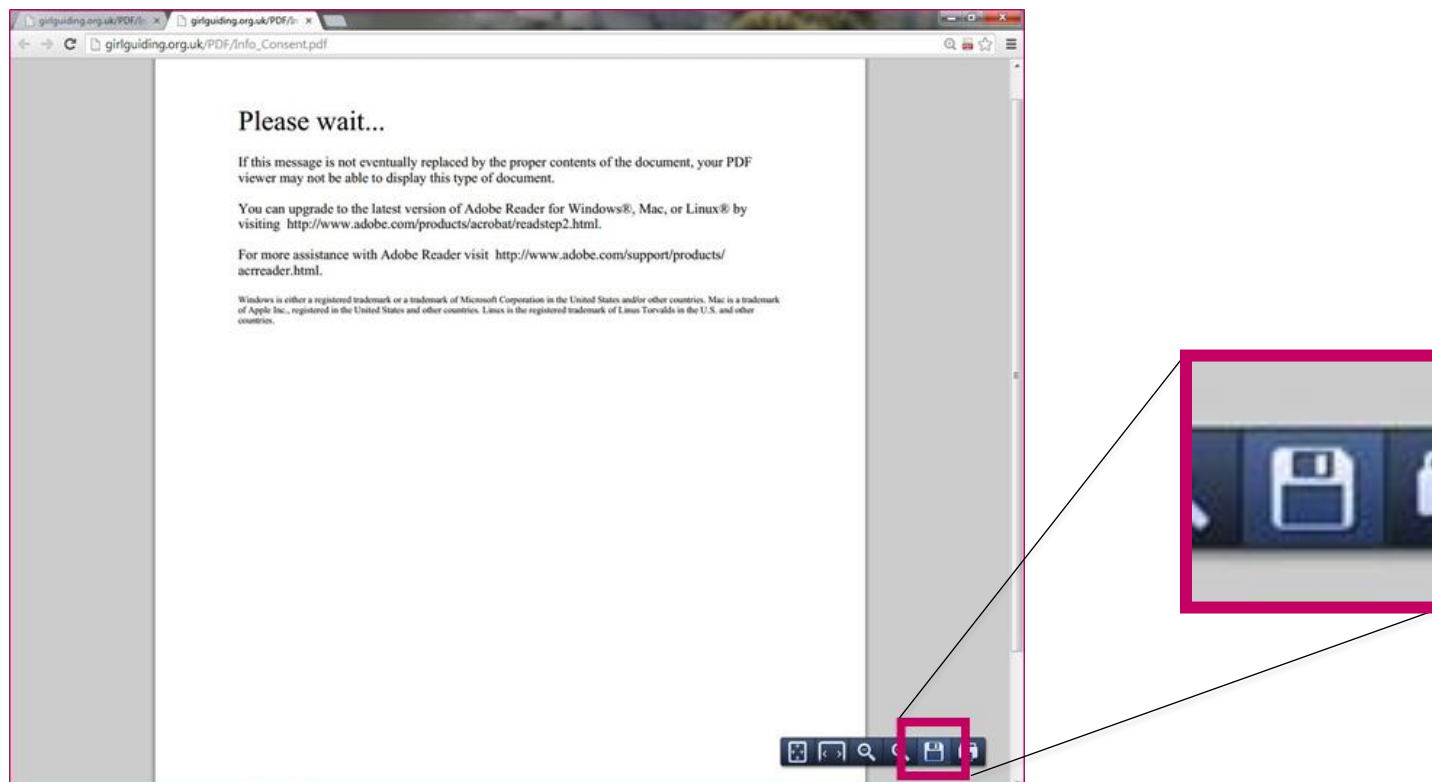 girlguiding.org.uk/PDF/In
girlguiding.org.uk/PDF/In
girlguiding.org.uk/PDF/Info_Consent.pdf
Please wait...
If this message is not eventually replaced by the proper contents of the document, your PDF
viewer may not be able to display this type of document.
You can upgrade to the latest version of Adobe Reader for Windows®, Mac, or Linux® by
visiting http://www.adobe.com/products/acrobat/readstep2.html.
For more assistance with Adobe Reader visit http://www.adobe.com/support/products/
acrreader.html.
Windows is either a registered trademark or a trademark of Microsoft Corporation in the United States and/or other countries. Mac is a trademark
of Apple Inc., registered in the United States and other countries. Linux is the registered trademark of Linus Torvalds in the U.S. and other
countries.